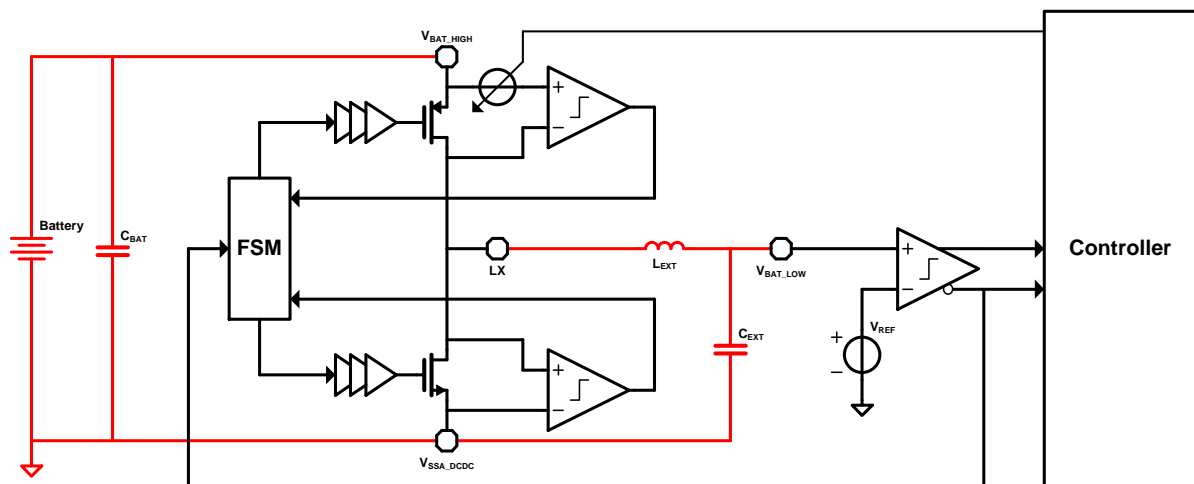 VBAT_HIGH
+
−
Battery
CBAT
FSM
LX
LEXT
VBAT_LOW
+
−
Controller
VREF
+
−
CEXT
+
−
VSSA_DCDC